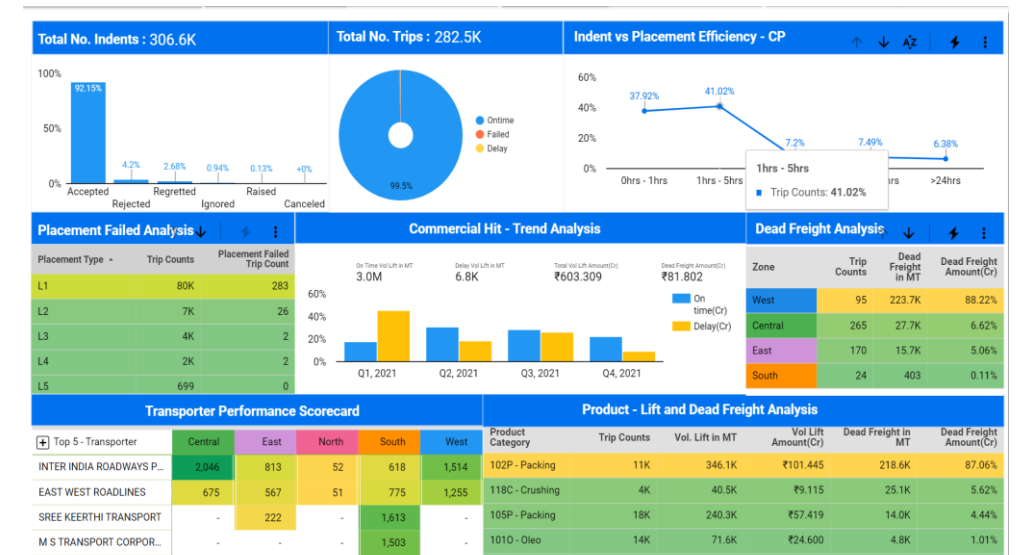 Total No. Indents : 306.6K
100%
92.15%
50%
4.2%
2.68%
0.94%
0.13%
+0%
0%
Accepted
Regretted
Raised
Rejected
Ignored
Canceled
Total No. Trips : 282.5K
99.5%
Ontime
Failed
Delay
Indent vs Placement Efficiency - CP
60%
37.92%
41.02%
40%
20%
7.2%
7.49%
6.38%
0%
0hrs - 1hrs
1hrs - 5hrs
rs
>24hrs
1hrs - 5hrs
Trip Counts: 41.02%
Placement Failed Analysis
Placement Type
Trip Counts
Placement Failed
Trip Count
L1 80K 283
L2 7K 26
L3 4K 2
L4 2K 2
L5 699 0
Commercial Hit - Trend Analysis
On Time Vol Lift in MT
3.0M
Delay Vol Lift in MT
6.8K
Total Vol Lift Amount(Cr)
₹603.309
Dead Freight Amount(Cr)
₹81.802
60%
40%
20%
0%
Q1, 2021
Q2, 2021
Q3, 2021
Q4, 2021
On
time(Cr)
Delay(Cr)
Dead Freight Analysis
Zone
Trip
Counts
Dead
Freight
in MT
Dead Freight
Amount(Cr)
West 95 223.7K 88.22%
Central 265 27.7K 6.62%
East 170 15.7K 5.06%
South 24 403 0.11%
Transporter Performance Scorecard
Top 5 - Transporter Central East North South West
INTER INDIA ROADWAYS P... 2,046 813 52 618 1,514
EAST WEST ROADLINES 675 567 51 775 1,255
SREE KEERTHI TRANSPORT - 222 - 1,613 -
M S TRANSPORT CORPOR... - - - 1,503 -
Product - Lift and Dead Freight Analysis
Product
Category
Trip Counts
Vol. Lift in MT
Vol Lift
Amount(Cr)
Dead Freight in
MT
Dead Freight
Amount(Cr)
102P - Packing 11K 346.1K ₹101.445 218.6K 87.06%
118C - Crushing 4K 40.5K ₹9.115 25.1K 5.62%
105P - Packing 18K 240.3K ₹57.419 14.0K 4.44%
101O - Oleo 14K 71.6K ₹24.600 4.8K 1.01%